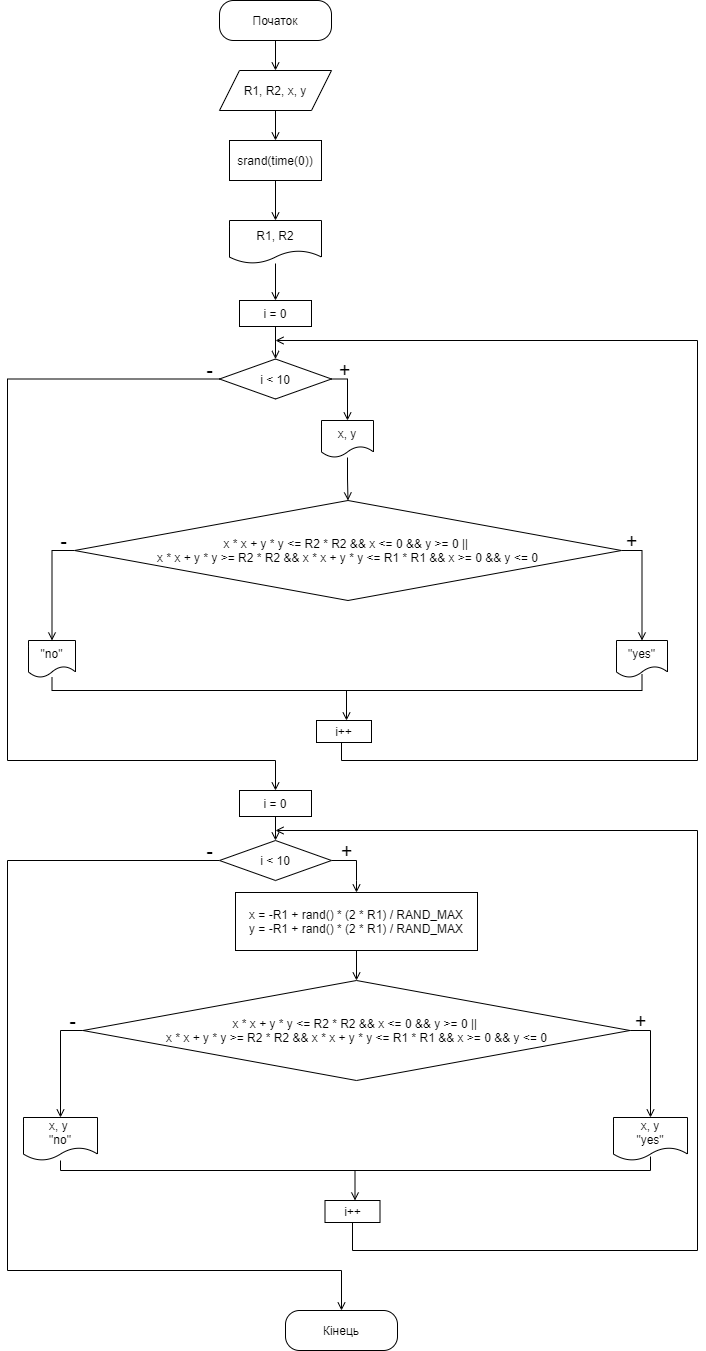 Початок
R1, R2, x, y
srand(time(0))
R1, R2
i = 0
i < 10
-
+
x, y
x * x + y * y <= R2 * R2 && x <= 0 && y >= 0 ||
x * x + y * y >= R2 * R2 && x * x + y * y <= R1 * R1 && x >= 0 && y <= 0
-
+
"no"
"yes"
i++
i = 0
i < 10
-
+
x = -R1 + rand() * (2 * R1) / RAND_MAX
y = -R1 + rand() * (2 * R1) / RAND_MAX
x * x + y * y <= R2 * R2 && x <= 0 && y >= 0 ||
x * x + y * y >= R2 * R2 && x * x + y * y <= R1 * R1 && x >= 0 && y <= 0
-
+
x, y
"no"
x, y
"yes"
i++
Кінець